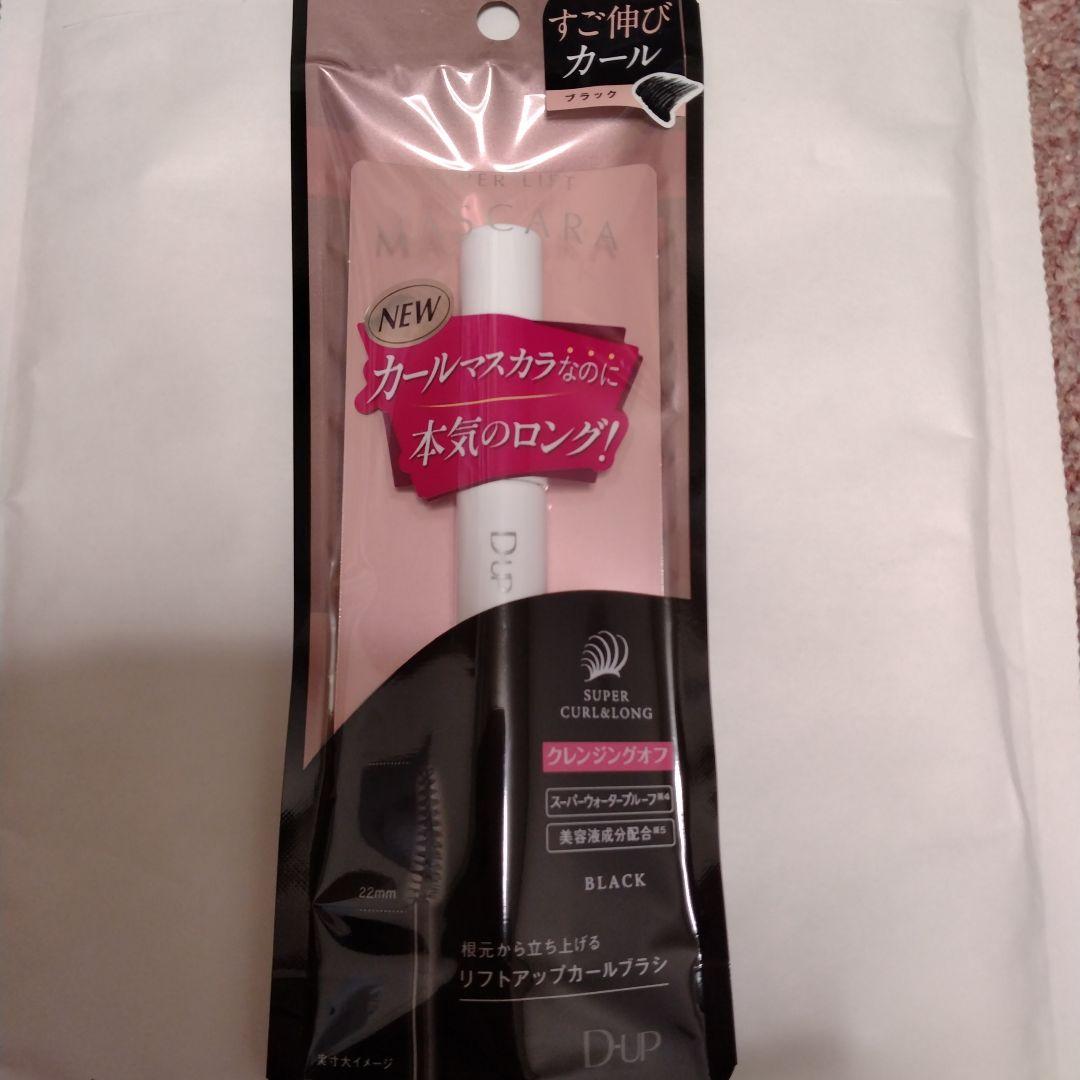 すご伸び
カール
ブラック
LIFT
MASCARA
NEW
カールマスカラなのに
本気のロング!
D-UP
SUPER
CURL&LONG
クレンジングオフ
スーパーウォータープルーフ※4
美容液成分配合※5
BLACK
22mm
根元から立ち上げる
リフトアップカールブラシ
実寸大イメージ
D-UP